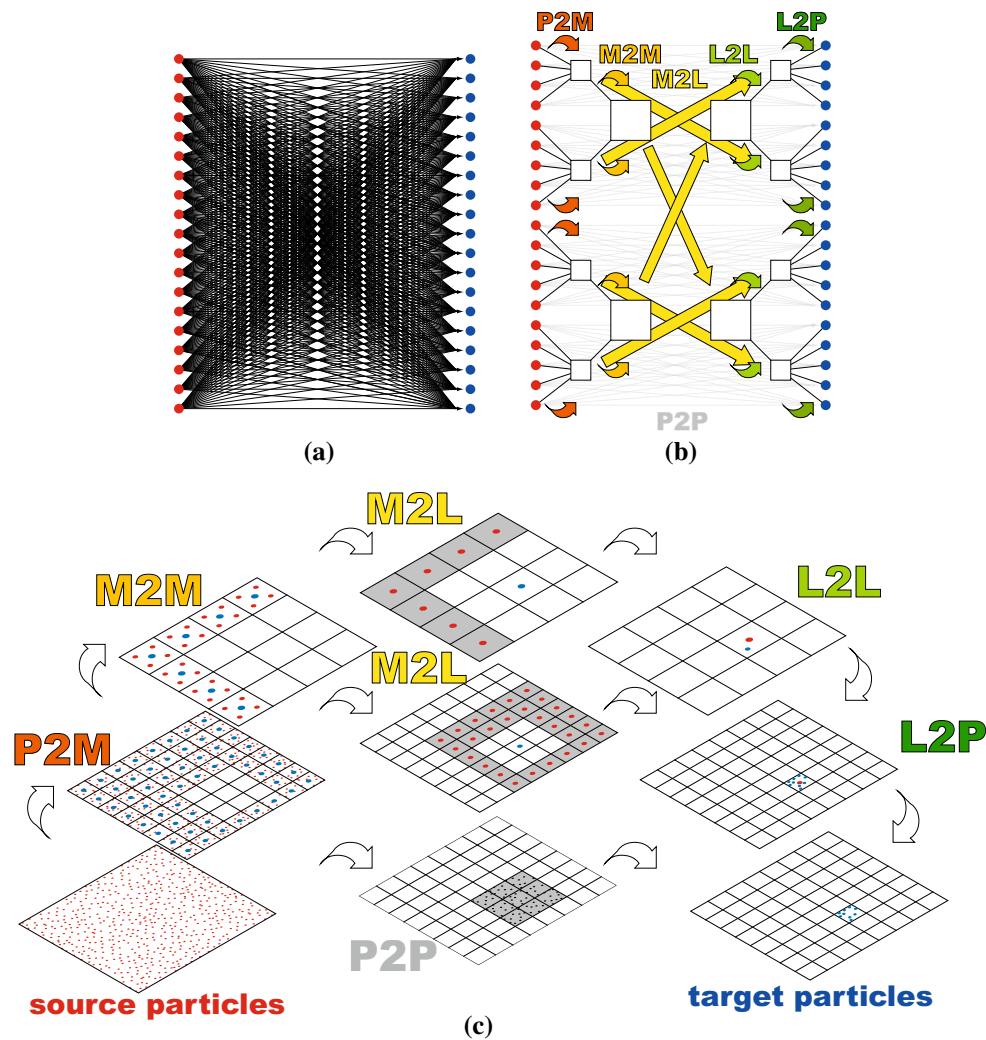 P2M
L2P
M2M
L2L
M2L
P2P
(a)
(b)
M2L
M2M
L2L
M2L
P2M
L2P
P2P
source particles
target particles
(c)